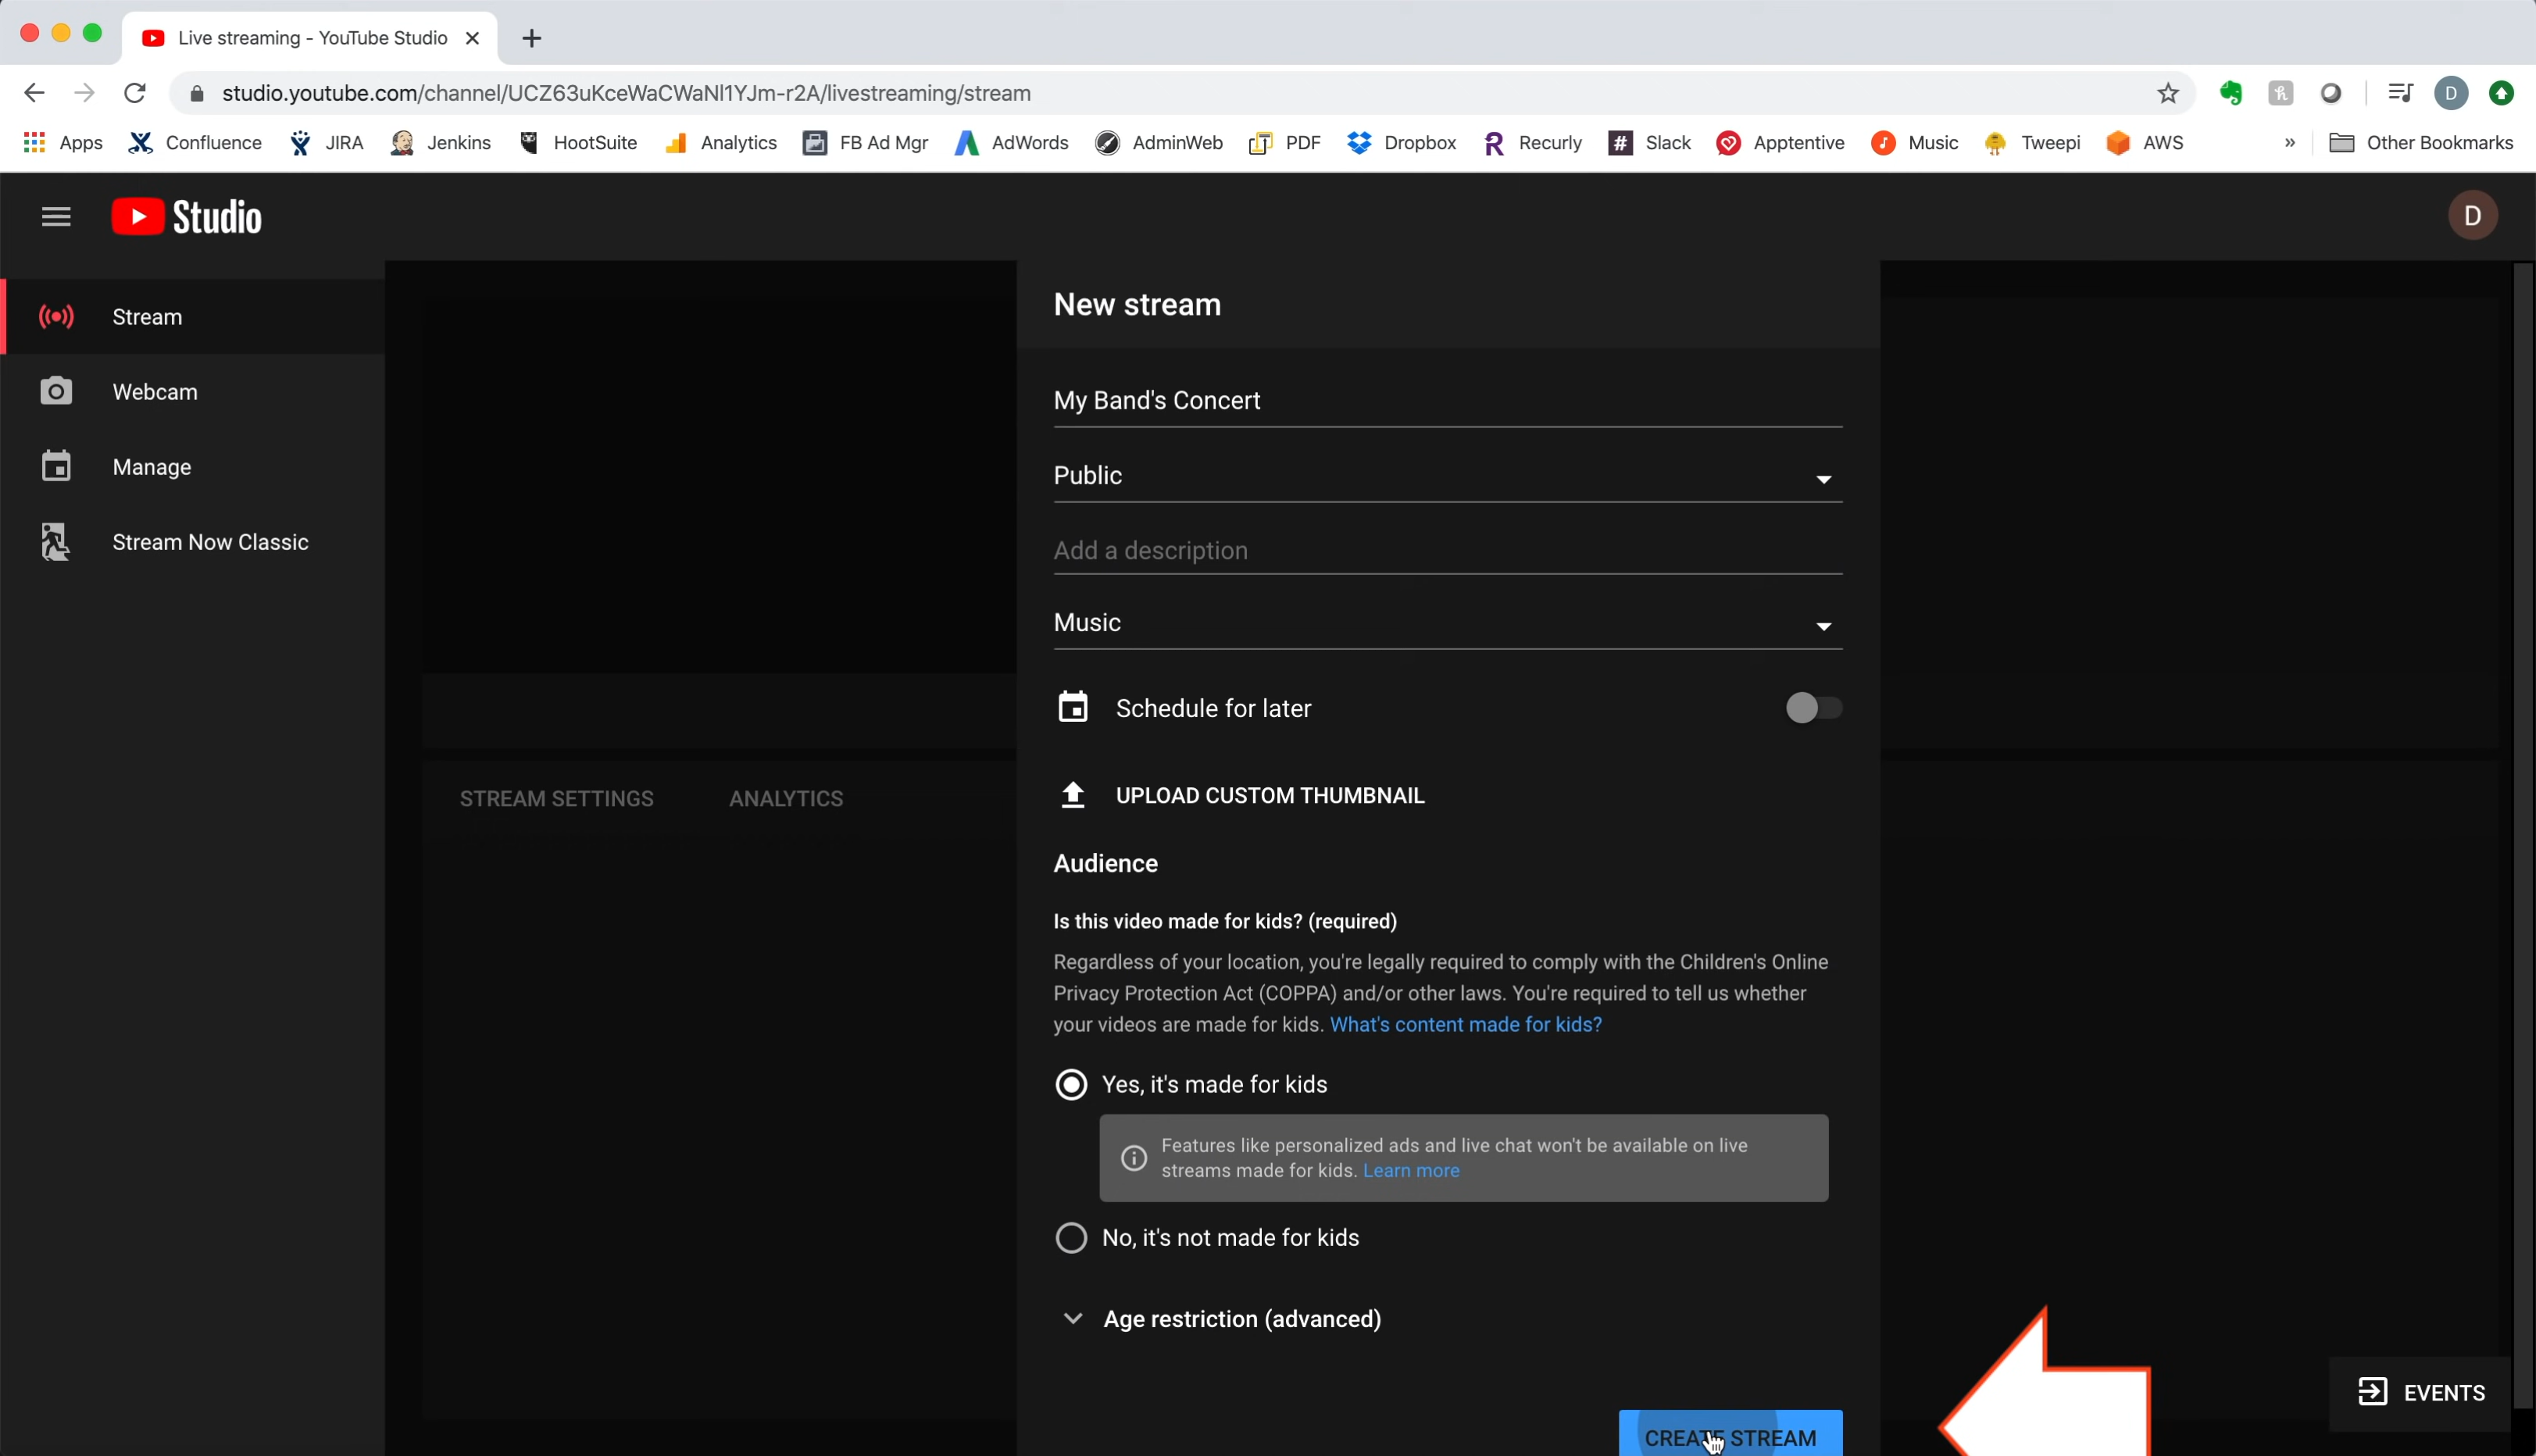 Live streaming - YouTube Studio
studio.youtube.com/channel/UCZ63uKceWaCWaNl1YJm-r2A/livestreaming/stream
D
Apps Confluence JIRA Jenkins HootSuite Analytics FB Ad Mgr AdWords AdminWeb PDF Dropbox Recurly Slack Apptentive Music Tweepi AWS » Other Bookmarks
Studio
D
Stream
Webcam
Manage
Stream Now Classic
STREAM SETTINGS ANALYTICS
New stream
My Band's Concert
Public
Add a description
Music
Schedule for later
UPLOAD CUSTOM THUMBNAIL
Audience
Is this video made for kids? (required)
Regardless of your location, you're legally required to comply with the Children's Online
Privacy Protection Act (COPPA) and/or other laws. You're required to tell us whether
your videos are made for kids. What's content made for kids?
Yes, it's made for kids
Features like personalized ads and live chat won't be available on live
streams made for kids. Learn more
No, it's not made for kids
Age restriction (advanced)
CREATE STREAM
EVENTS